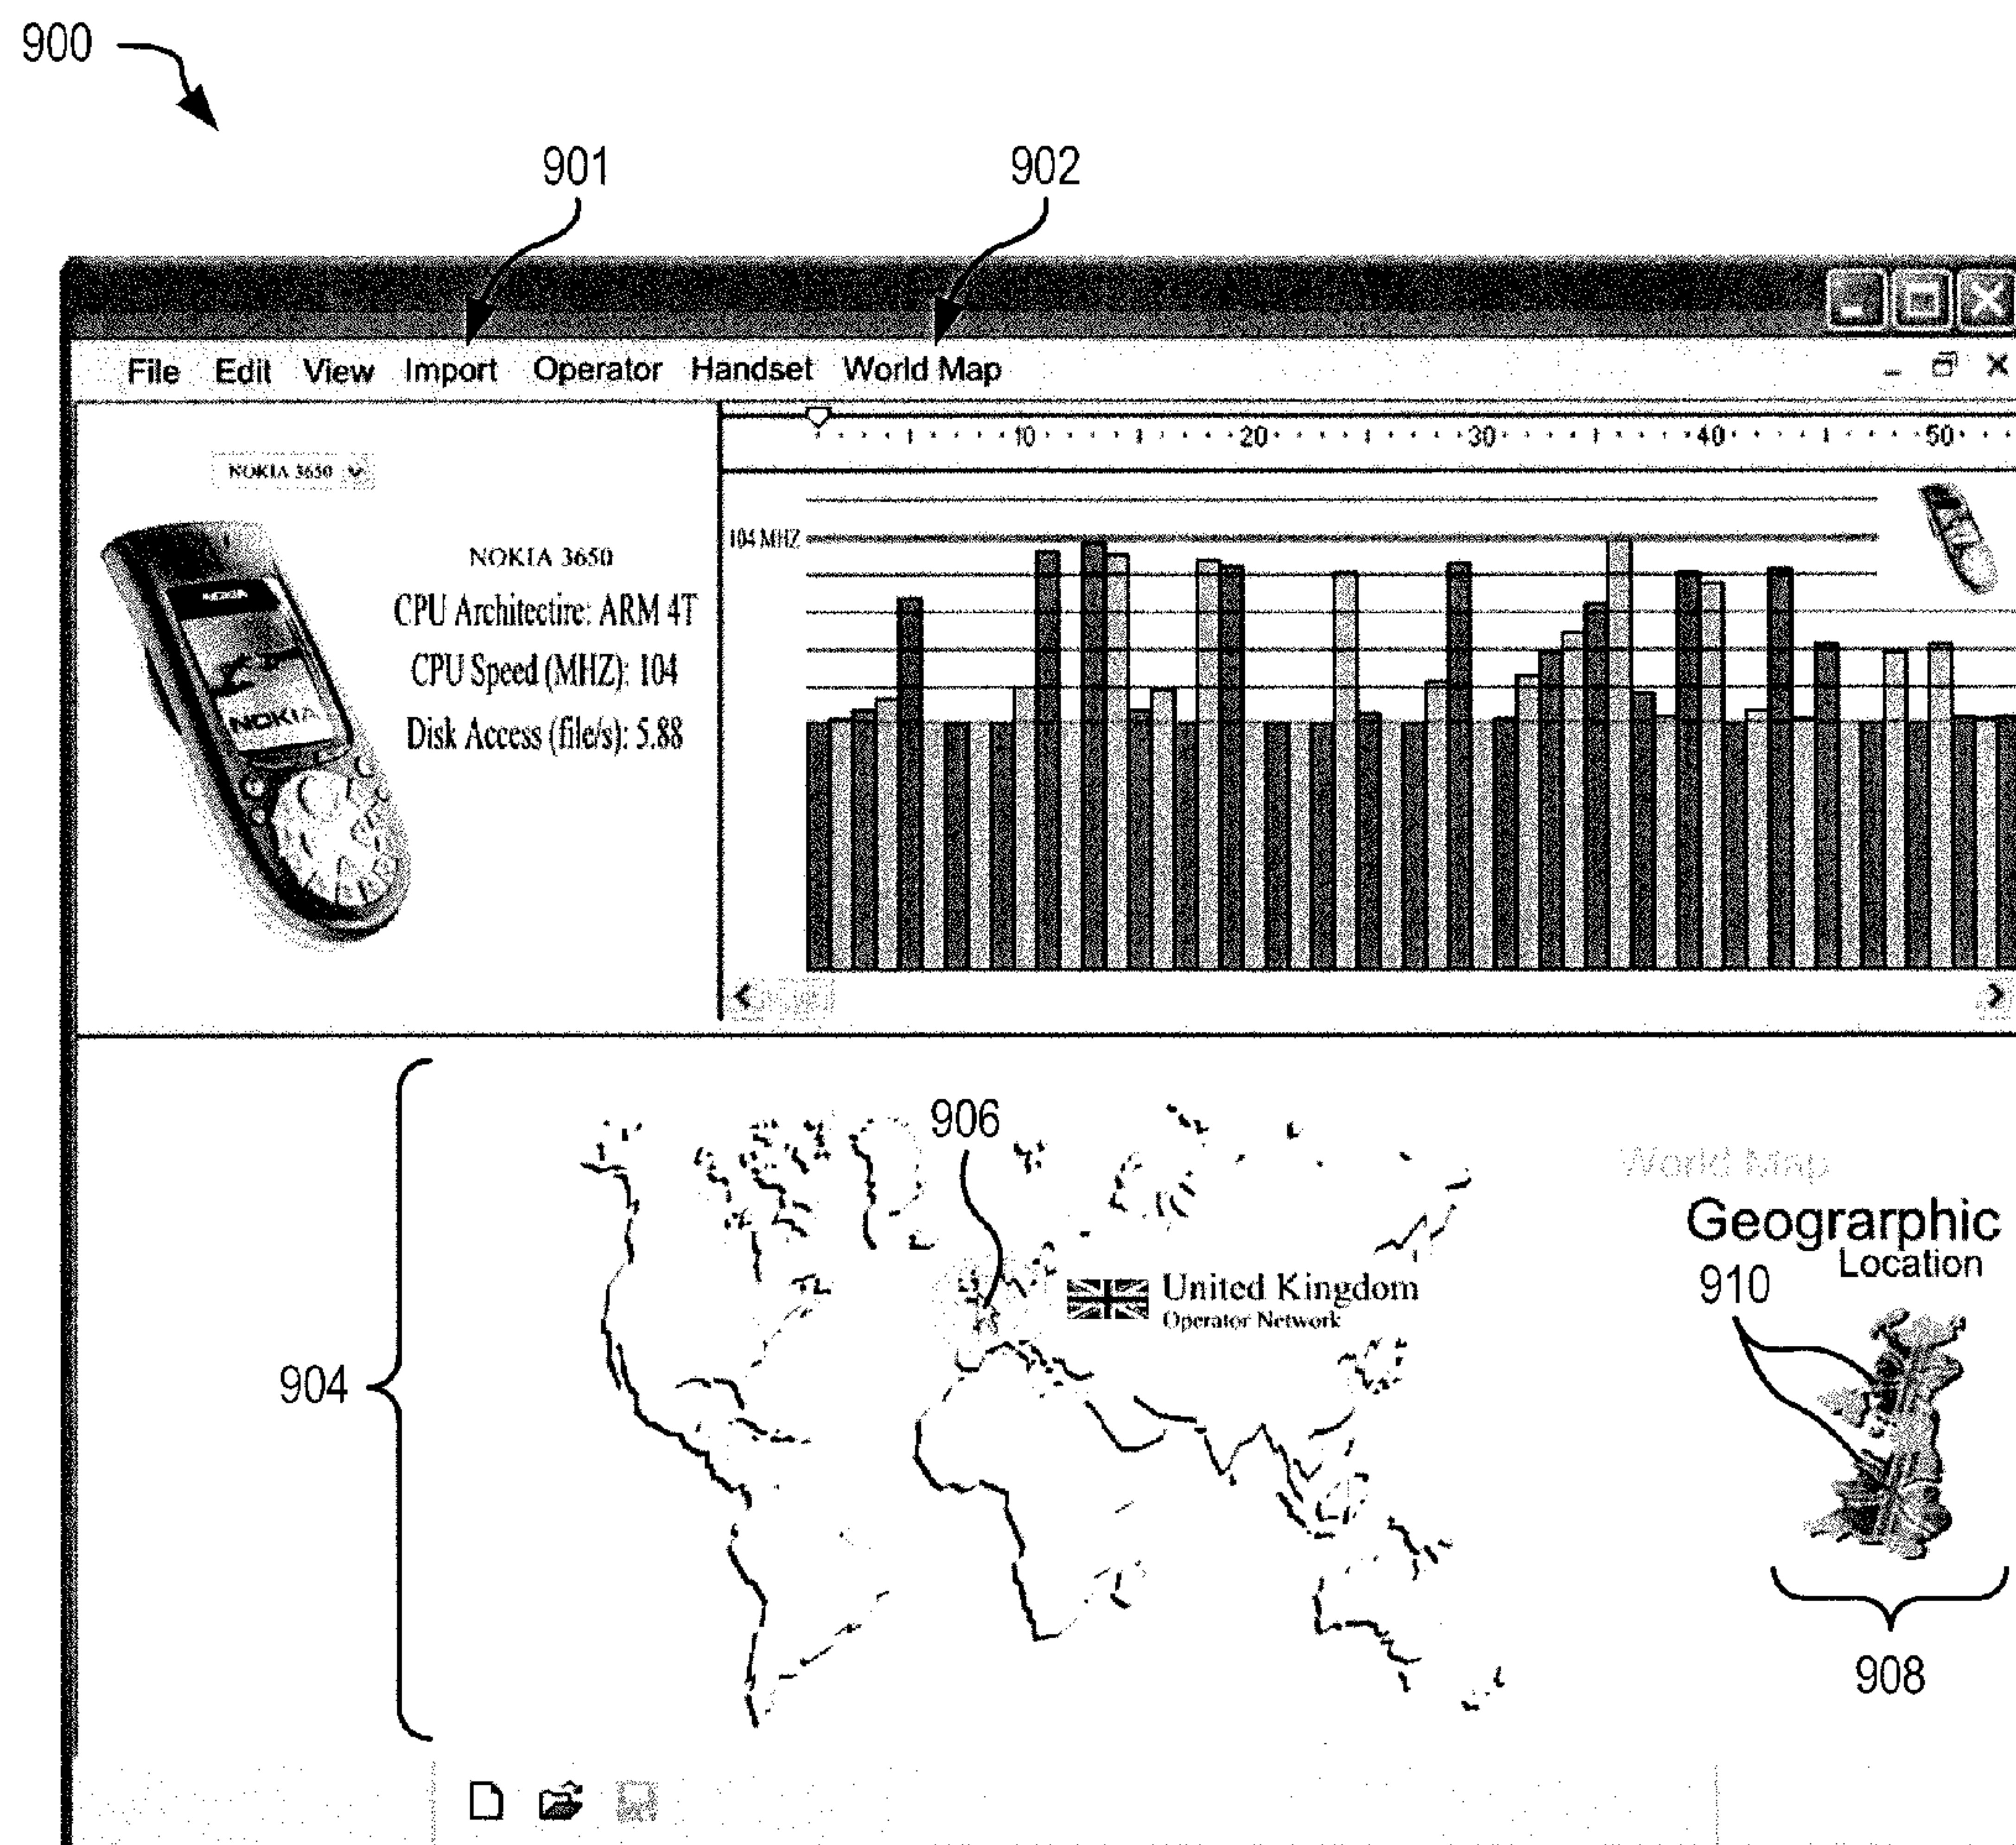 900
901
902
File Edit View Import Operator Handset World Map
10 20 30 40 50
NOKIA 3650
NOKIA 3650
CPU Architectire: ARM 4T
CPU Speed (MHZ): 104
Disk Access (file/s): 5.88
NOKIA
NOKIA
104 MHZ
904
906
United Kingdom
Operator Network
World Map
Geograrphic
Location
910
908